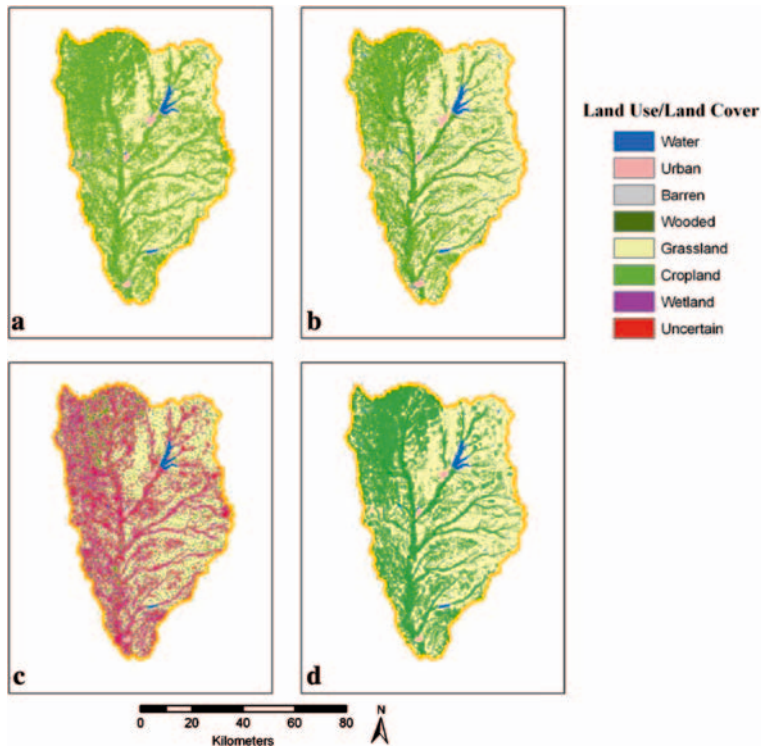 a
b
Land Use/Land Cover
Water
Urban
Barren
Wooded
Grassland
Cropland
Wetland
Uncertain
c
d
0 20 40 60 80
Kilometers
N